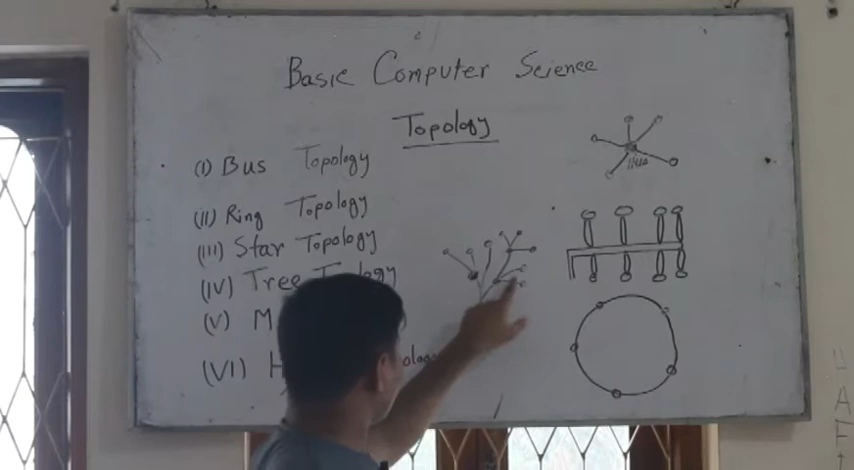 Basic Computer Science
Topology
(I) Bus Topology
(II) Ring Topology
(III) Star Topology
(IV) Tree
(V) M
(VI) H
Hub